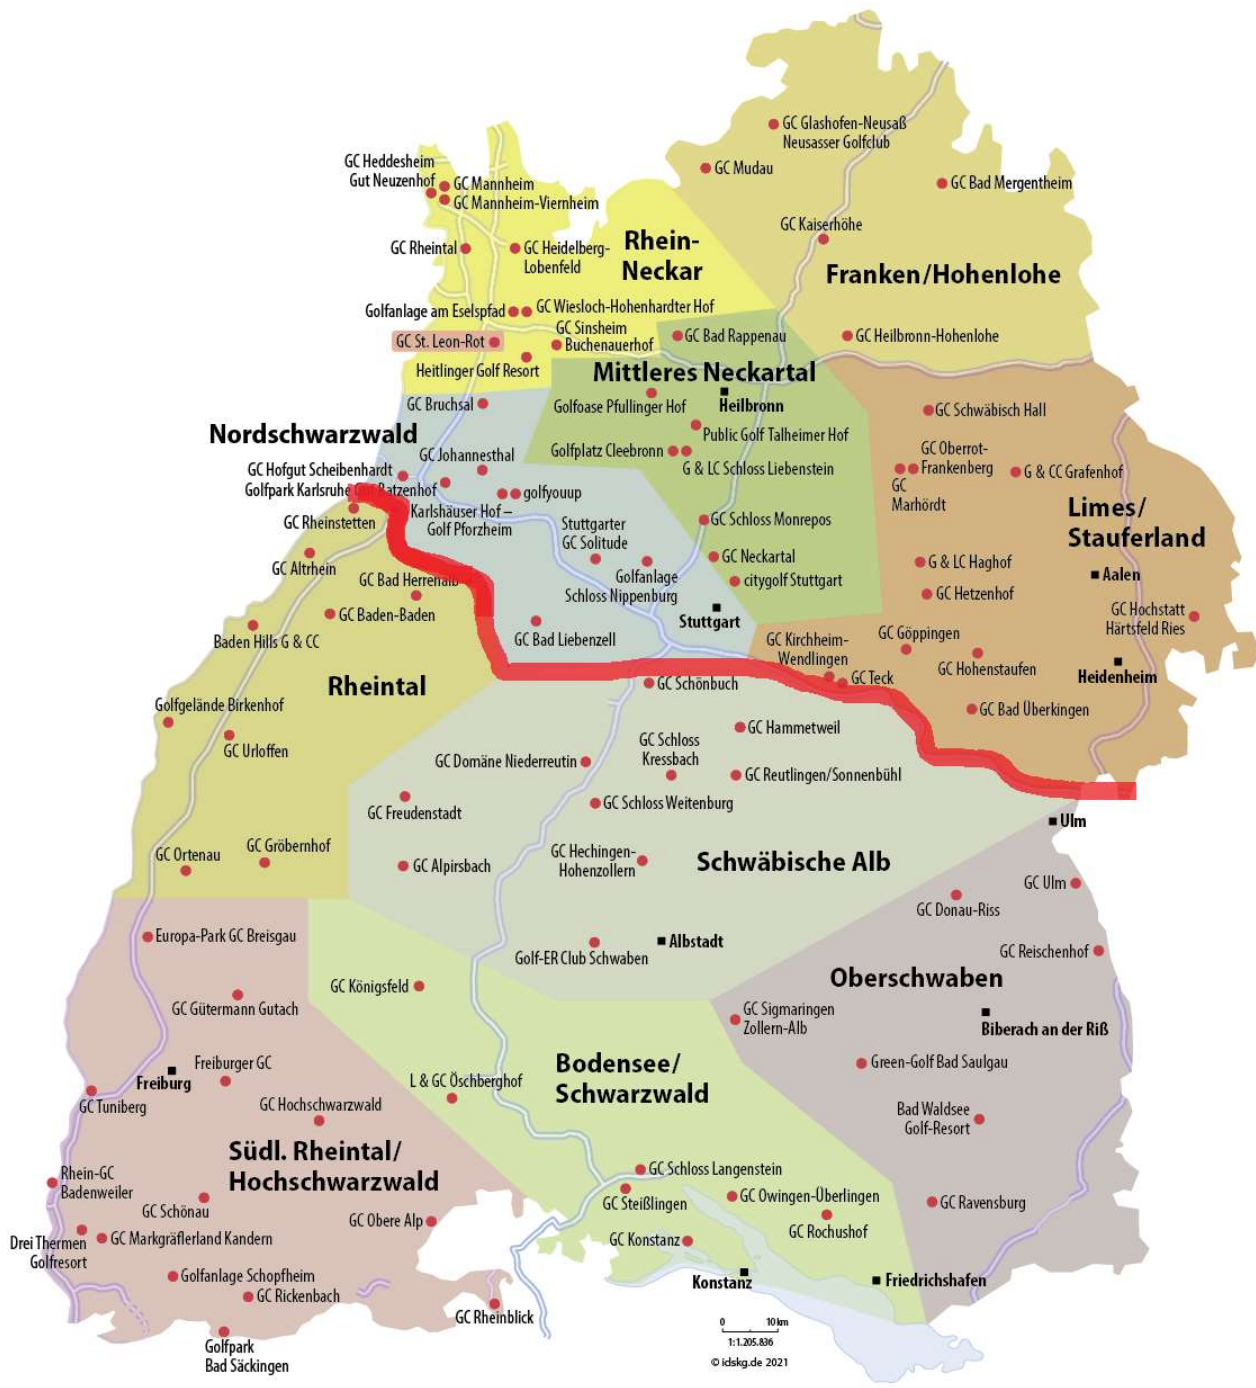 GC Glashofen-Neusaß
Neusasser Golfclub
GC Mudau
GC Bad Mergentheim
GC Heddesheim
Gut Neuzenhof
GC Mannheim
GC Mannheim-Viernheim
GC Kaiserhöhe
GC Rheintal
GC Heidelberg-
Lobenfeld
Rhein-
Neckar
Franken/Hohenlohe
Golfanlage am Eselspfad
GC Wiesloch-Hohenhardter Hof
GC Sinsheim
Buchenauerhof
GC St. Leon-Rot
Heitlinger Golf Resort
GC Bad Rappenau
GC Heilbronn-Hohenlohe
Mittleres Neckartal
Golfoase Pfullinger Hof
Heilbronn
GC Bruchsal
Public Golf Talheimer Hof
GC Schwäbisch Hall
Nordschwarzwald
GC Johannesthal
Golfplatz Cleebronn
G & LC Schloss Liebenstein
GC Oberrot-
Frankenberg
G & CC Grafenhof
GC
Marhördt
GC Hofgut Scheibenhardt
Golfpark Karlsruhe Gut Batzenhof
golfyouup
GC Rheinstetten
Karlshäuser Hof –
Golf Pforzheim
Stuttgarter
GC Solitude
GC Schloss Monrepos
Limes/
Stauferland
GC Altrhein
GC Bad Herrenalb
Golfanlage
Schloss Nippenburg
GC Neckartal
citygolf Stuttgart
G & LC Haghof
Aalen
GC Hetzenhof
GC Hochstatt
Härtsfeld Ries
GC Baden-Baden
Baden Hills G & CC
GC Bad Liebenzell
Stuttgart
GC Kirchheim-
Wendlingen
GC Göppingen
GC Hohenstaufen
Heidenheim
GC Teck
Rheintal
GC Schönbuch
Golfgelände Birkenhof
GC Bad Überkingen
GC Urloffen
GC Hammetweil
GC Schloss
Kressbach
GC Domäne Niederreutin
GC Reutlingen/Sonnenbühl
GC Freudenstadt
GC Schloss Weitenburg
Ulm
GC Ortenau
GC Gröbernhof
GC Alpirsbach
GC Hechingen-
Hohenzollern
Schwäbische Alb
GC Ulm
GC Donau-Riss
Europa-Park GC Breisgau
Golf-ER Club Schwaben
Albstadt
GC Reischenhof
GC Königsfeld
Oberschwaben
GC Gütermann Gutach
GC Sigmaringen
Zollern-Alb
Biberach an der Riß
Freiburger GC
Freiburg
Bodensee/
Schwarzwald
Green-Golf Bad Saulgau
GC Tuniberg
L & GC Öschberghof
GC Hochschwarzwald
Bad Waldsee
Golf-Resort
Südl. Rheintal/
Hochschwarzwald
Rhein-GC
Badenweiler
GC Schloss Langenstein
GC Schönau
GC Steißlingen
GC Owingen-Überlingen
GC Ravensburg
GC Obere Alp
GC Rochushof
Drei Thermen
Golfresort
GC Markgräflerland Kandern
GC Konstanz
Golfanlage Schopfheim
Konstanz
Friedrichshafen
GC Rickenbach
GC Rheinblick
Golfpark
Bad Säckingen
0 10 km
1:1.205.836
© idskg.de 2021